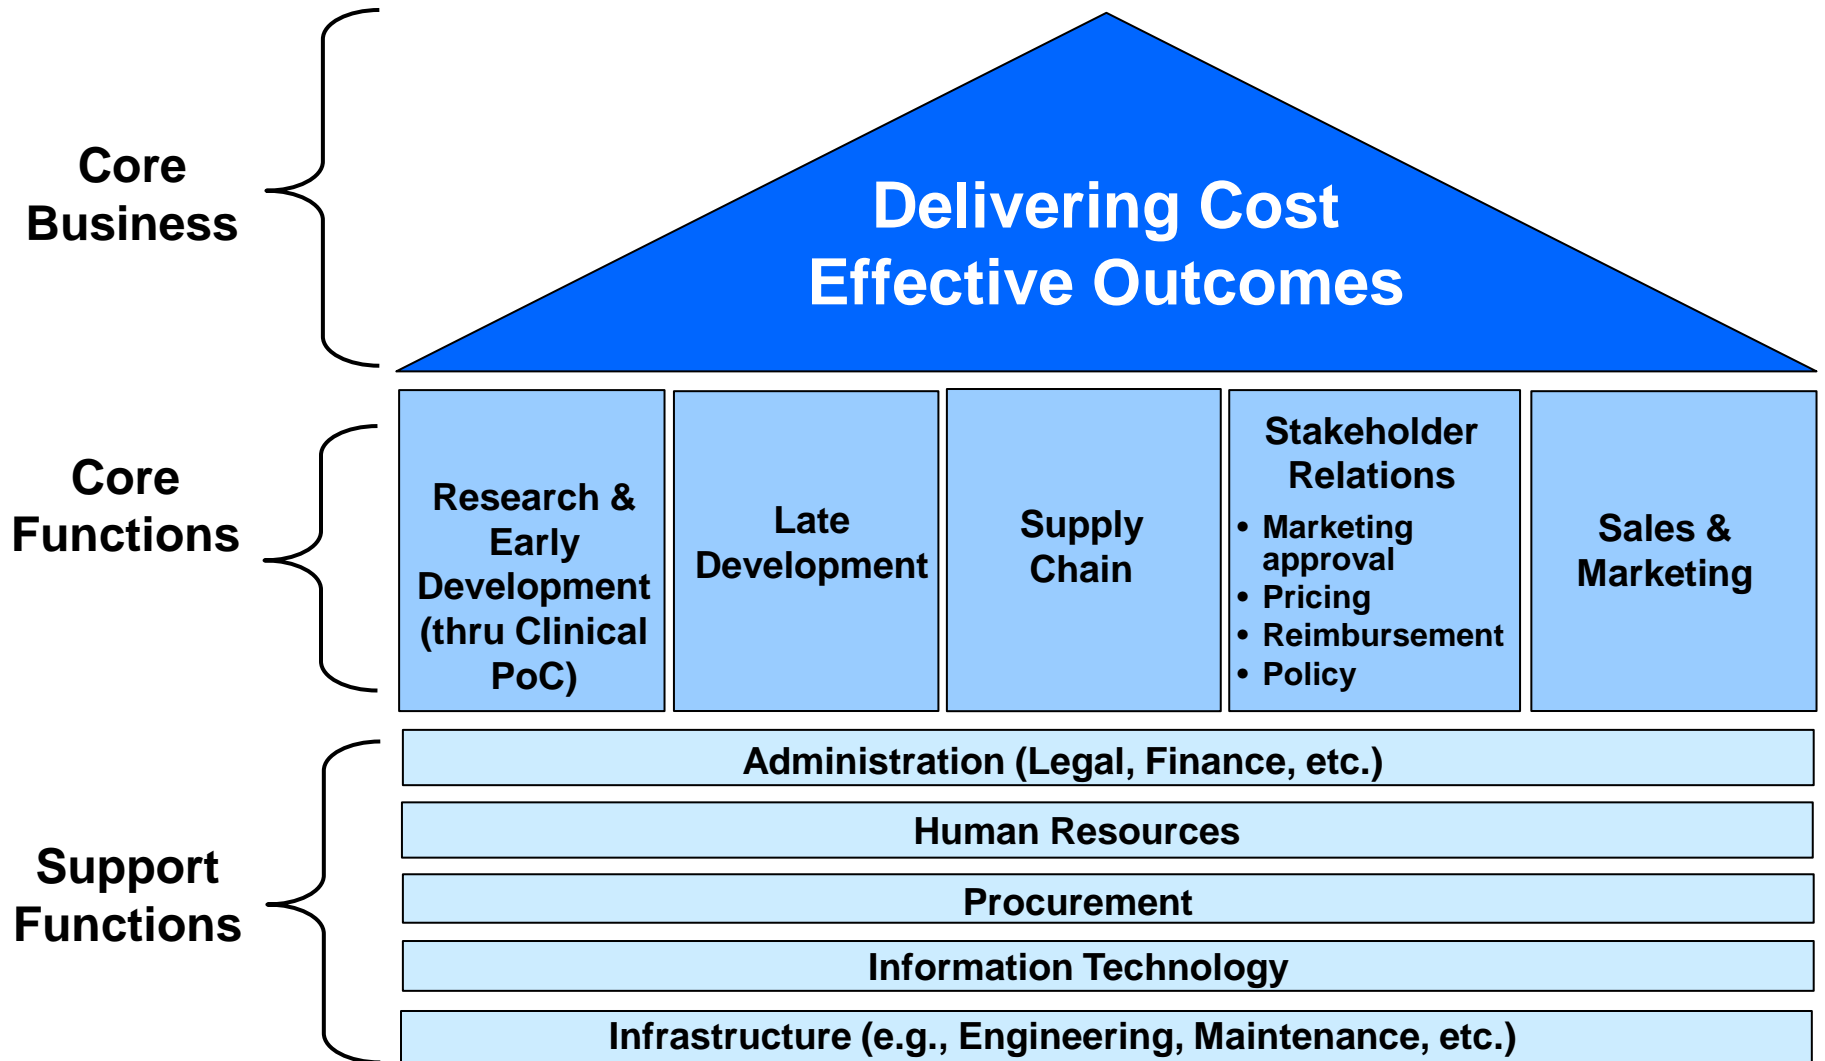 Core
Business
Delivering Cost
Effective Outcomes
Core
Functions
Research &
Early
Development
(thru Clinical
PoC)
Late
Development
Supply
Chain
Stakeholder
Relations
• Marketing
approval
• Pricing
• Reimbursement
• Policy
Sales &
Marketing
Support
Functions
Administration (Legal, Finance, etc.)
Human Resources
Procurement
Information Technology
Infrastructure (e.g., Engineering, Maintenance, etc.)